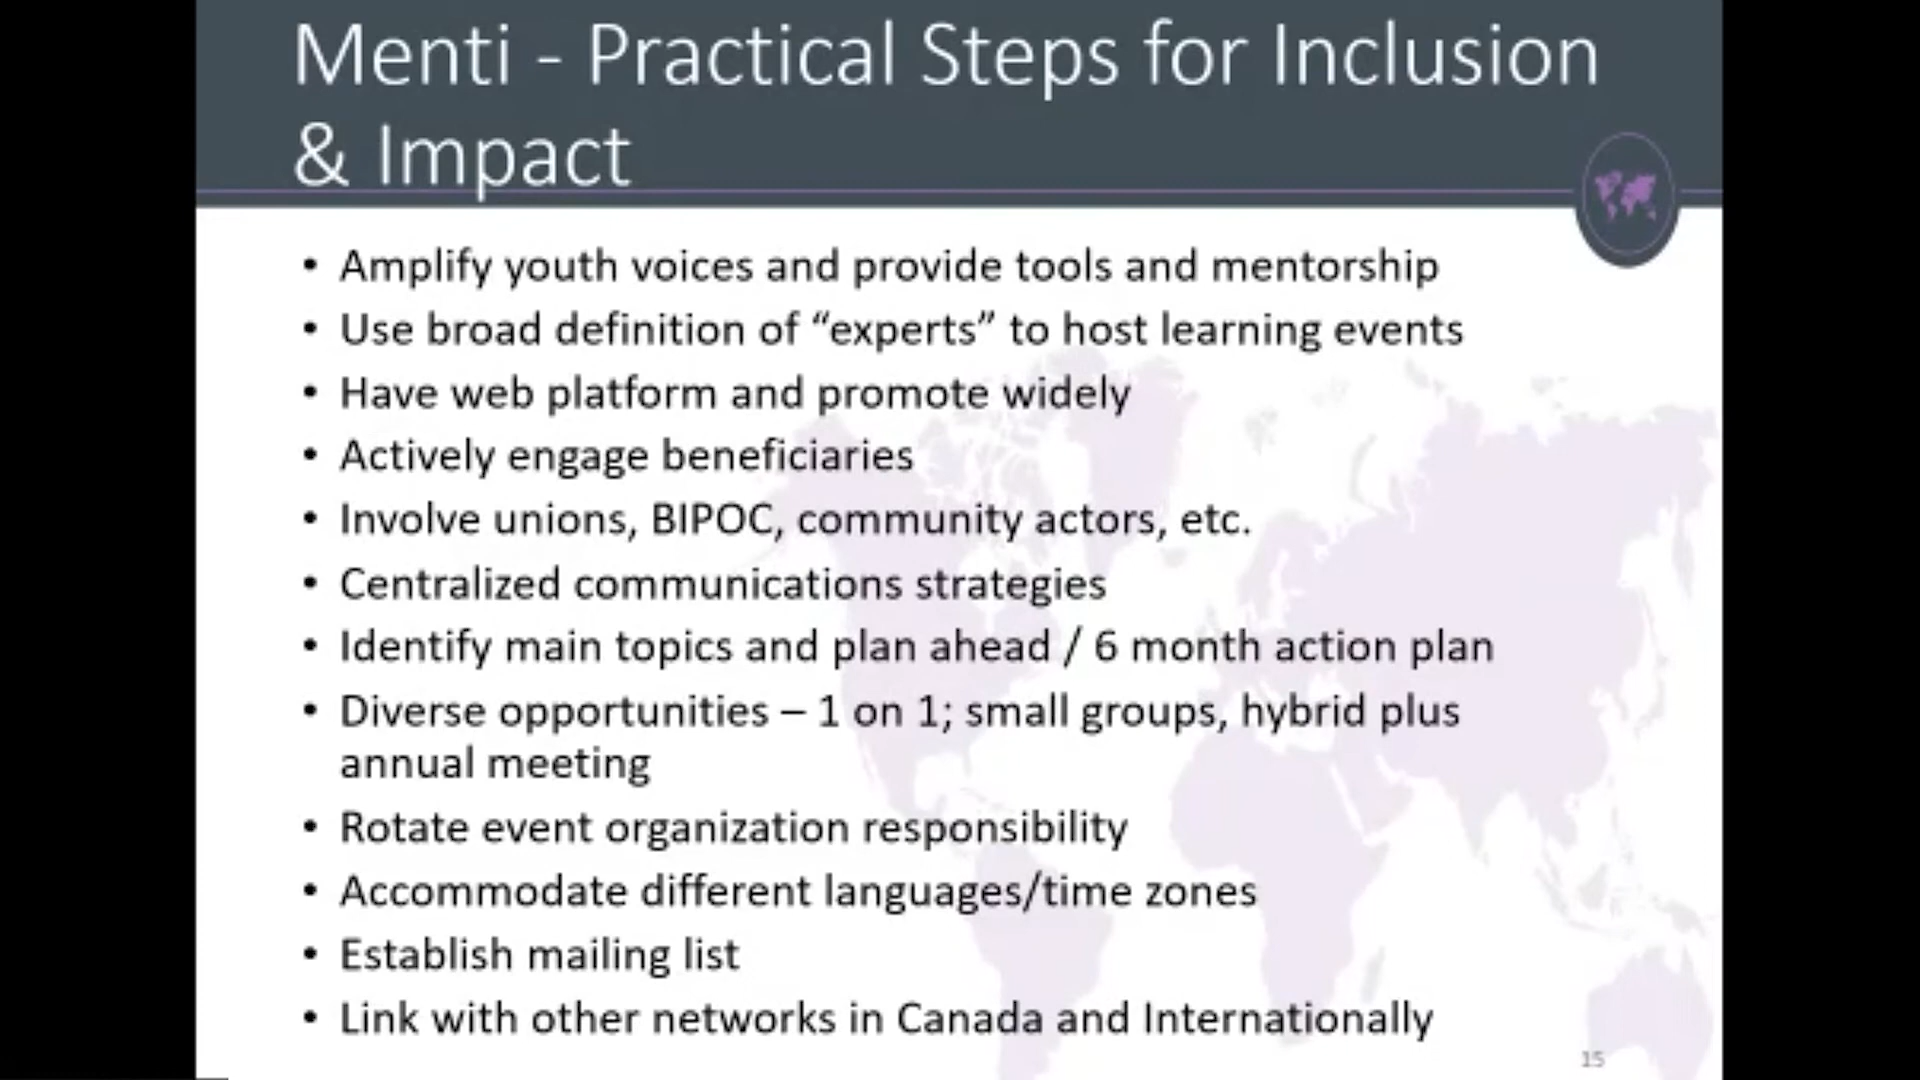 Menti - Practical Steps for Inclusion
& Impact
• Amplify youth voices and provide tools and mentorship
• Use broad definition of “experts” to host learning events
• Have web platform and promote widely
• Actively engage beneficiaries
• Involve unions, BIPOC, community actors, etc.
• Centralized communications strategies
• Identify main topics and plan ahead / 6 month action plan
• Diverse opportunities – 1 on 1; small groups, hybrid plus
annual meeting
• Rotate event organization responsibility
• Accommodate different languages/time zones
• Establish mailing list
• Link with other networks in Canada and Internationally
15